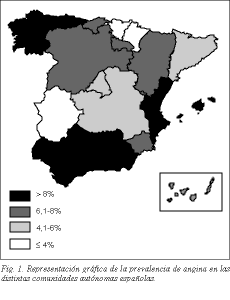 > 8%
6,1-8%
4,1-6%
≤ 4%
Fig. 1. Representación gráfica de la prevalencia de angina en las
distintas comunidades autónomas españolas.